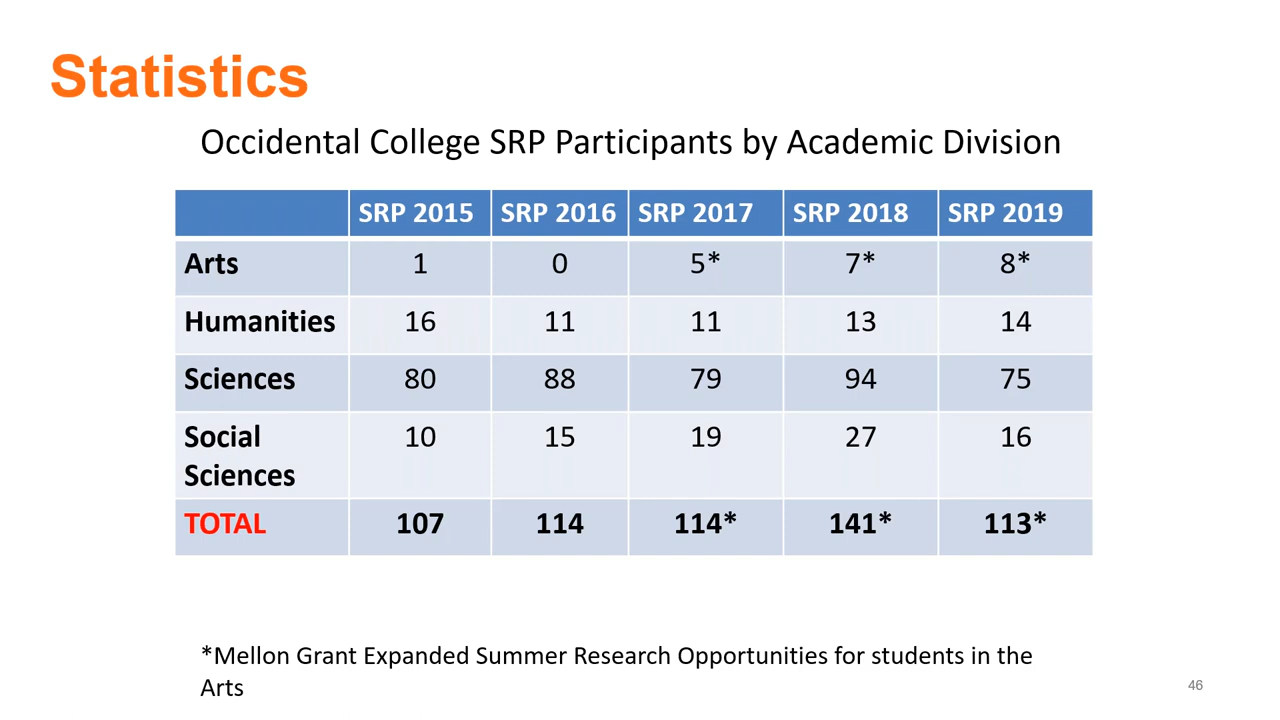 Statistics
Occidental College SRP Participants by Academic Division
SRP 2015 SRP 2016 SRP 2017 SRP 2018 SRP 2019
Arts 1 0 5* 7* 8*
Humanities 16 11 11 13 14
Sciences 80 88 79 94 75
Social 10 15 19 27 16
Sciences
TOTAL 107 114 114* 141* 113*
*Mellon Grant Expanded Summer Research Opportunities for students in the
Arts
46